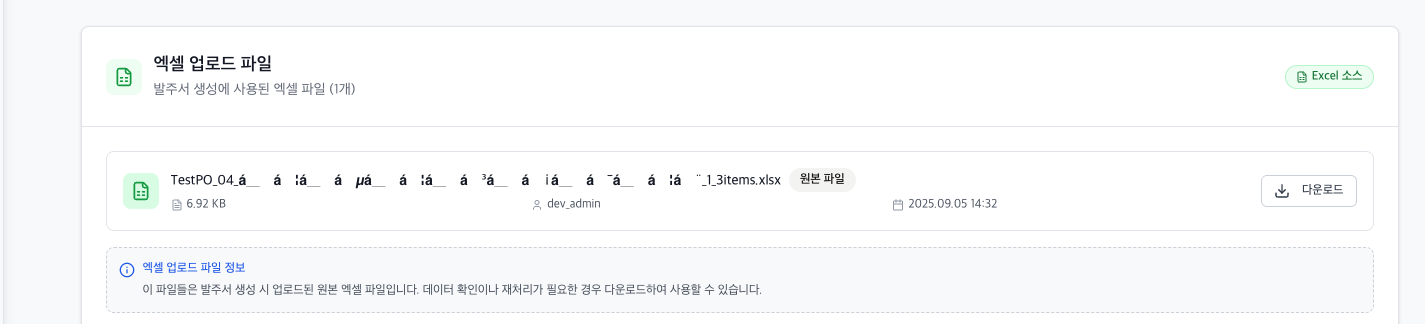 엑셀 업로드 파일
발주서 생성에 사용된 엑셀 파일 (1개)
Excel 소스
TestPO_04_á__ á ¦á__ á µá__ á ¦á__ á ³á__ á ¡á__ á ¯á__ á ¦á ¨_1_3items.xlsx 원본 파일
6.92 KB dev_admin 2025.09.05 14:32
다운로드
엑셀 업로드 파일 정보
이 파일들은 발주서 생성 시 업로드된 원본 엑셀 파일입니다. 데이터 확인이나 재처리가 필요한 경우 다운로드하여 사용할 수 있습니다.